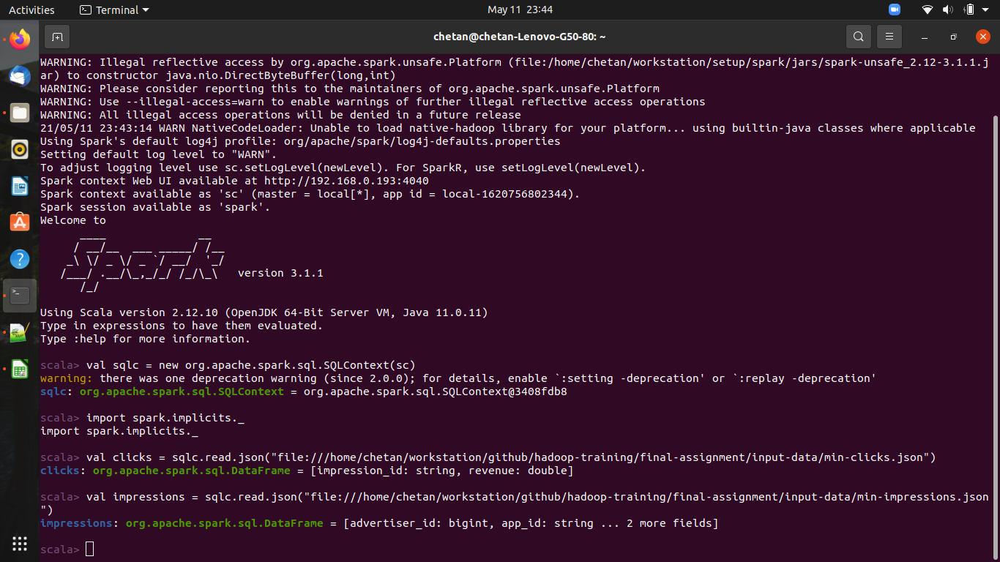 Activities Terminal May 11 23:44
chetan@chetan-Lenovo-G50-80: ~
WARNING: Illegal reflective access by org.apache.spark.unsafe.Platform (file:/home/chetan/workstation/setup/spark/jars/spark-unsafe_2.12-3.1.1.j
ar) to constructor java.nio.DirectByteBuffer(long,int)
WARNING: Please consider reporting this to the maintainers of org.apache.spark.unsafe.Platform
WARNING: Use --illegal-access=warn to enable warnings of further illegal reflective access operations
WARNING: All illegal access operations will be denied in a future release
21/05/11 23:43:14 WARN NativeCodeLoader: Unable to load native-hadoop library for your platform... using builtin-java classes where applicable
Using Spark's default log4j profile: org/apache/spark/log4j-defaults.properties
Setting default log level to "WARN".
To adjust logging level use sc.setLogLevel(newLevel). For SparkR, use setLogLevel(newLevel).
Spark context Web UI available at http://192.168.0.193:4040
Spark context available as 'sc' (master = local[*], app id = local-1620756802344).
Spark session available as 'spark'.
Welcome to
      ____              __
     / __/__  ___ _____/ /__
    _\ \/ _ \/ _ `/ __/  '_/
   /___/ .__/\_,_/_/ /_/\_\   version 3.1.1
      /_/
Using Scala version 2.12.10 (OpenJDK 64-Bit Server VM, Java 11.0.11)
Type in expressions to have them evaluated.
Type :help for more information.
scala> val sqlc = new org.apache.spark.sql.SQLContext(sc)
warning: there was one deprecation warning (since 2.0.0); for details, enable `:setting -deprecation' or `:replay -deprecation'
sqlc: org.apache.spark.sql.SQLContext = org.apache.spark.sql.SQLContext@3408fdb8
scala> import spark.implicits._
import spark.implicits._
scala> val clicks = sqlc.read.json("file:///home/chetan/workstation/github/hadoop-training/final-assignment/input-data/min-clicks.json")
clicks: org.apache.spark.sql.DataFrame = [impression_id: string, revenue: double]
scala> val impressions = sqlc.read.json("file:///home/chetan/workstation/github/hadoop-training/final-assignment/input-data/min-impressions.json
")
impressions: org.apache.spark.sql.DataFrame = [advertiser_id: bigint, app_id: string ... 2 more fields]
scala>